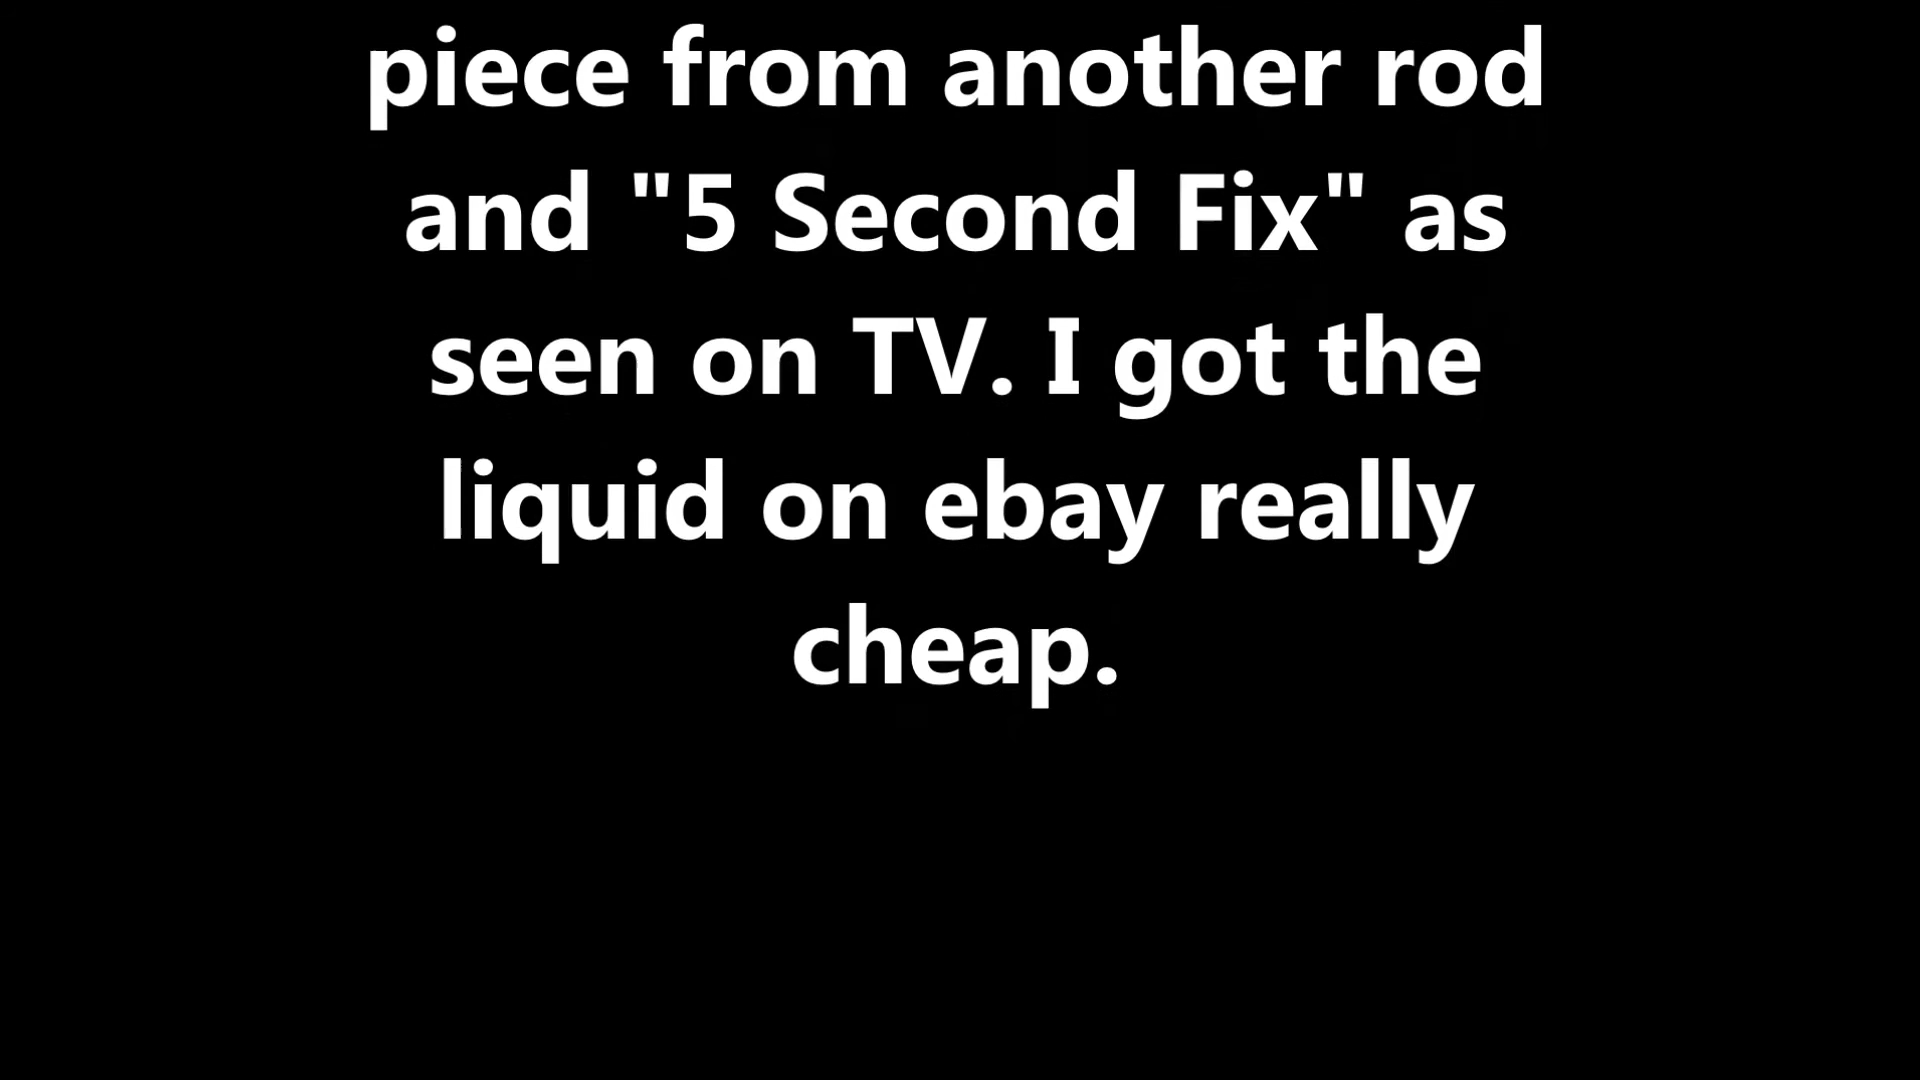 piece from another rod
and "5 Second Fix" as
seen on TV. I got the
liquid on ebay really
cheap.